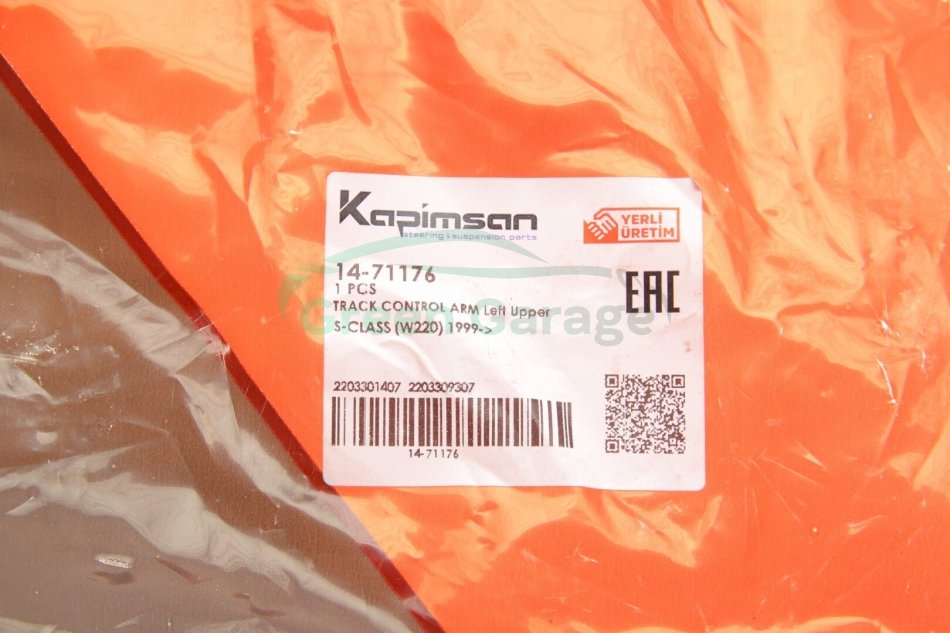 Kapimsan
steering & suspension parts
YERLİ
ÜRETİM
14-71176
1 PCS
TRACK CONTROL ARM Left Upper
S-CLASS (W220) 1999->
EAC
Green Garage
2203301407 2203309307
14-71176